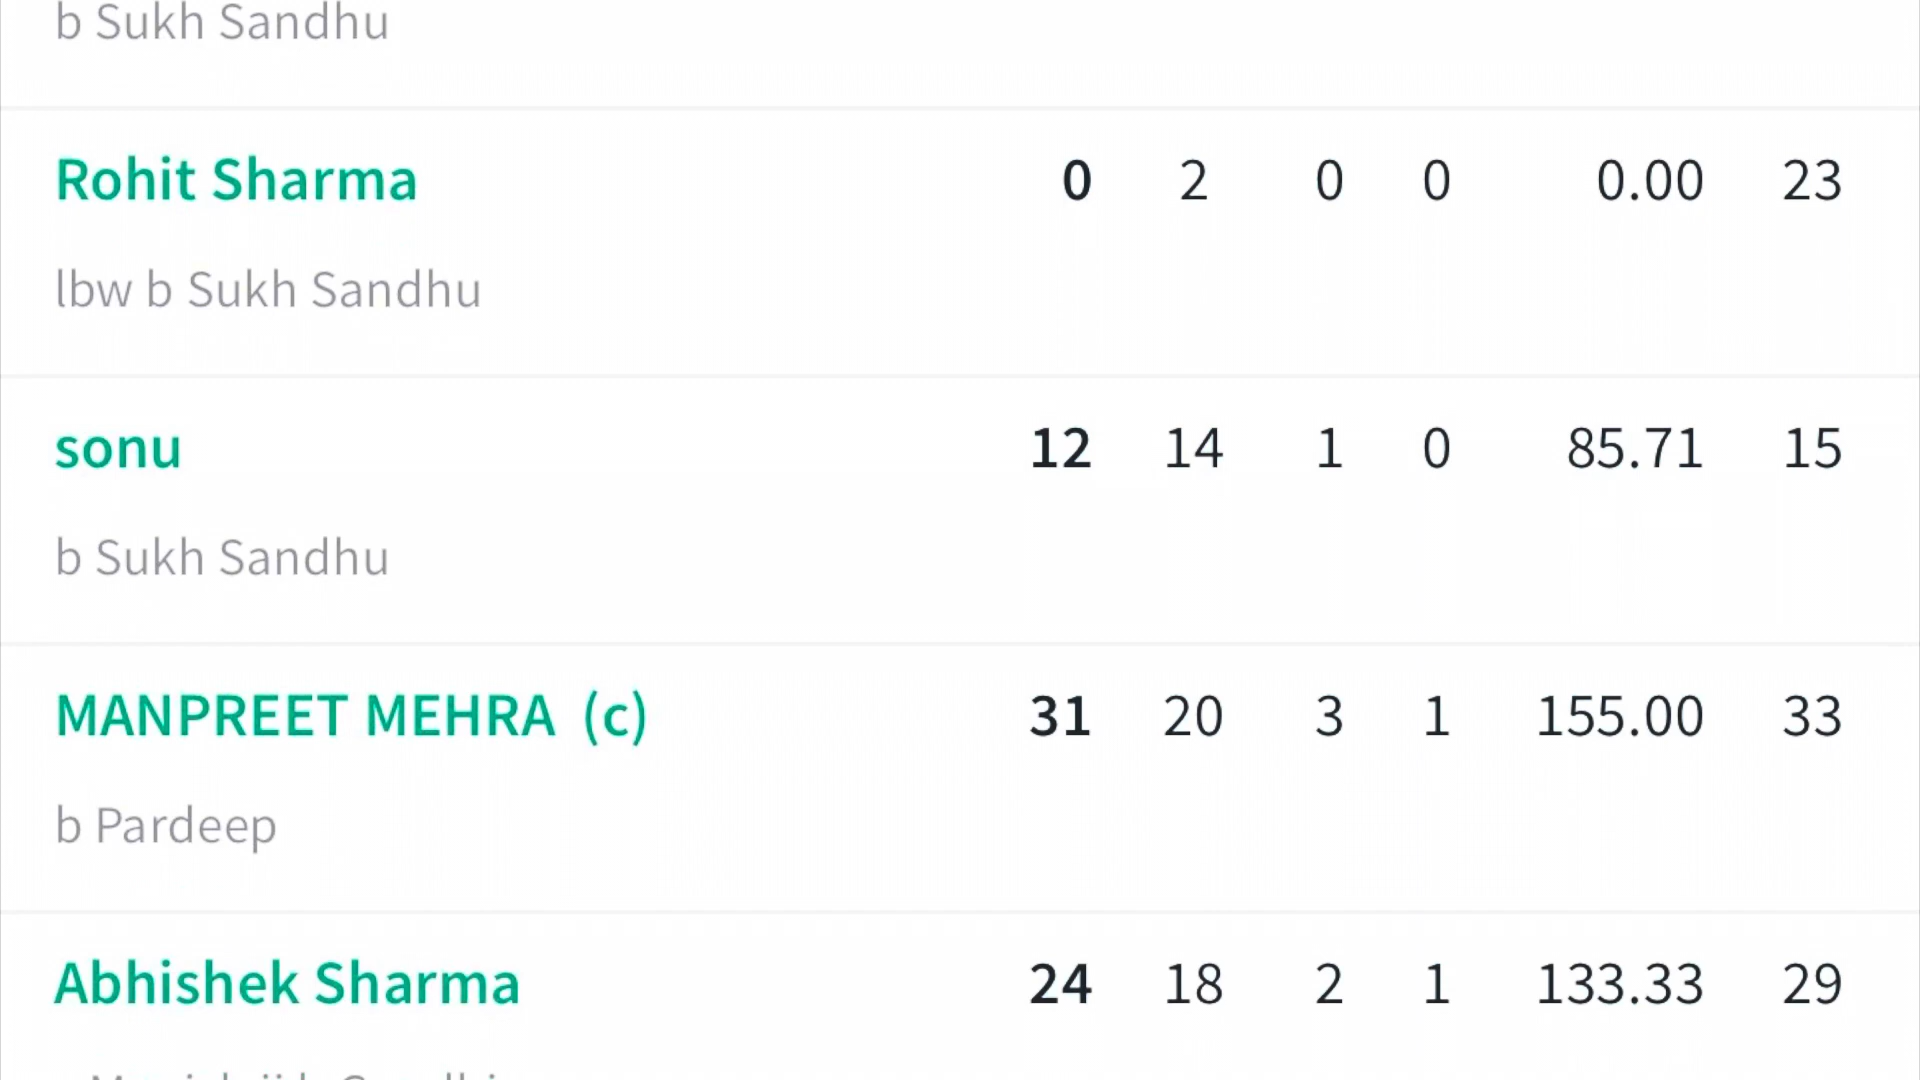 b Sukh Sandhu
Rohit Sharma 0 2 0 0 0.00 23
lbw b Sukh Sandhu
sonu 12 14 1 0 85.71 15
b Sukh Sandhu
MANPREET MEHRA (c) 31 20 3 1 155.00 33
b Pardeep
Abhishek Sharma 24 18 2 1 133.33 29